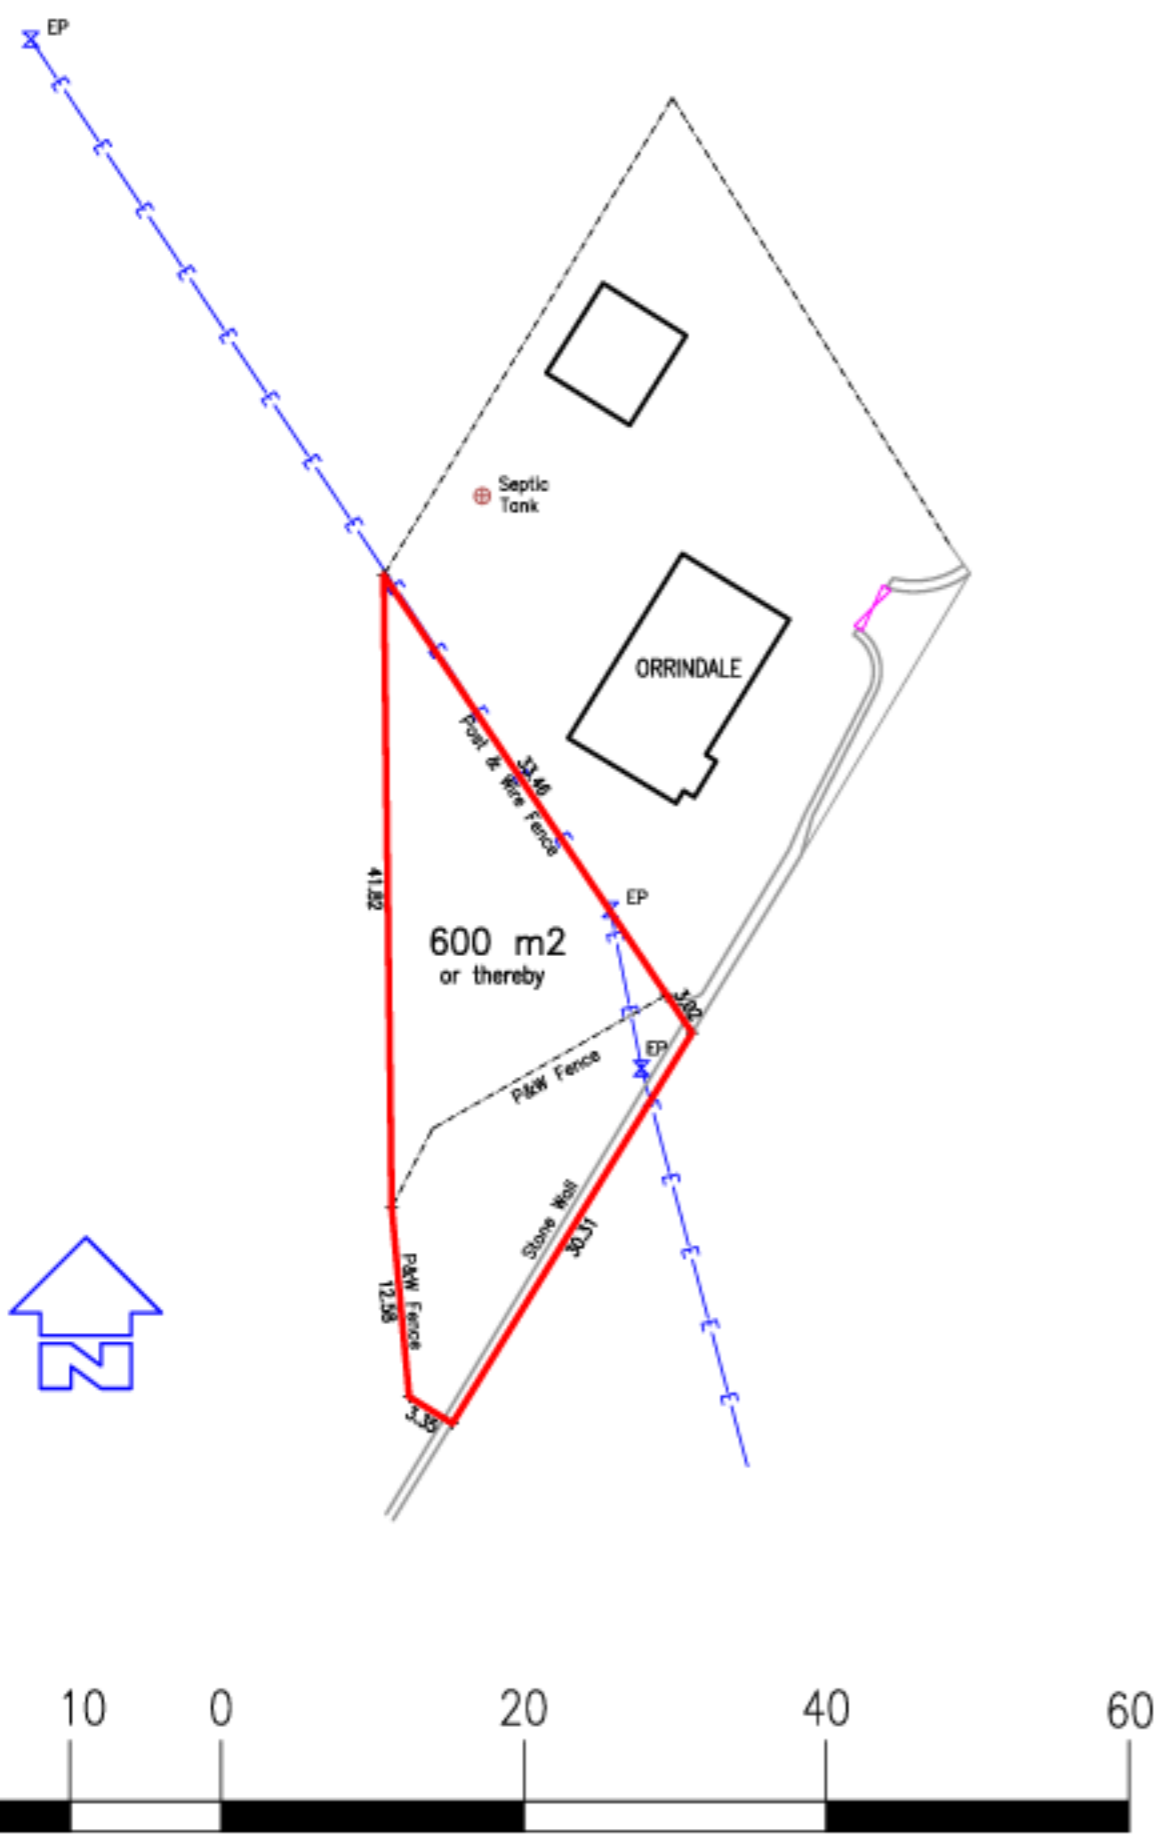 EP
Septic
Tank
ORRINDALE
Post & Wire Fence
33.46
41.82
EP
600 m2
or thereby
3.02
EP
P&W Fence
Stone Wall
30.31
P&W Fence
12.58
3.35
N
10 0 20 40 60